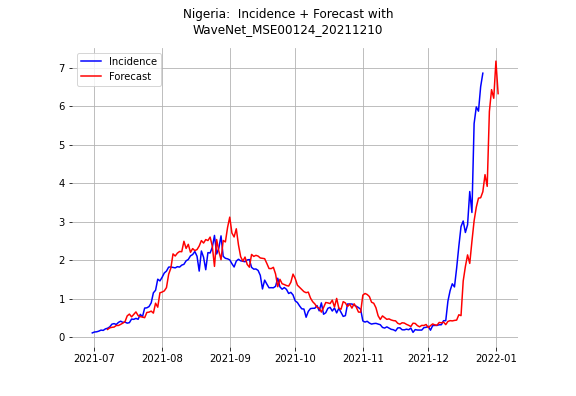 Nigeria:  Incidence + Forecast with
WaveNet_MSE00124_20211210
Incidence
Forecast
7
6
5
4
3
2
1
0
2021-07 2021-08 2021-09 2021-10 2021-11 2021-12 2022-01